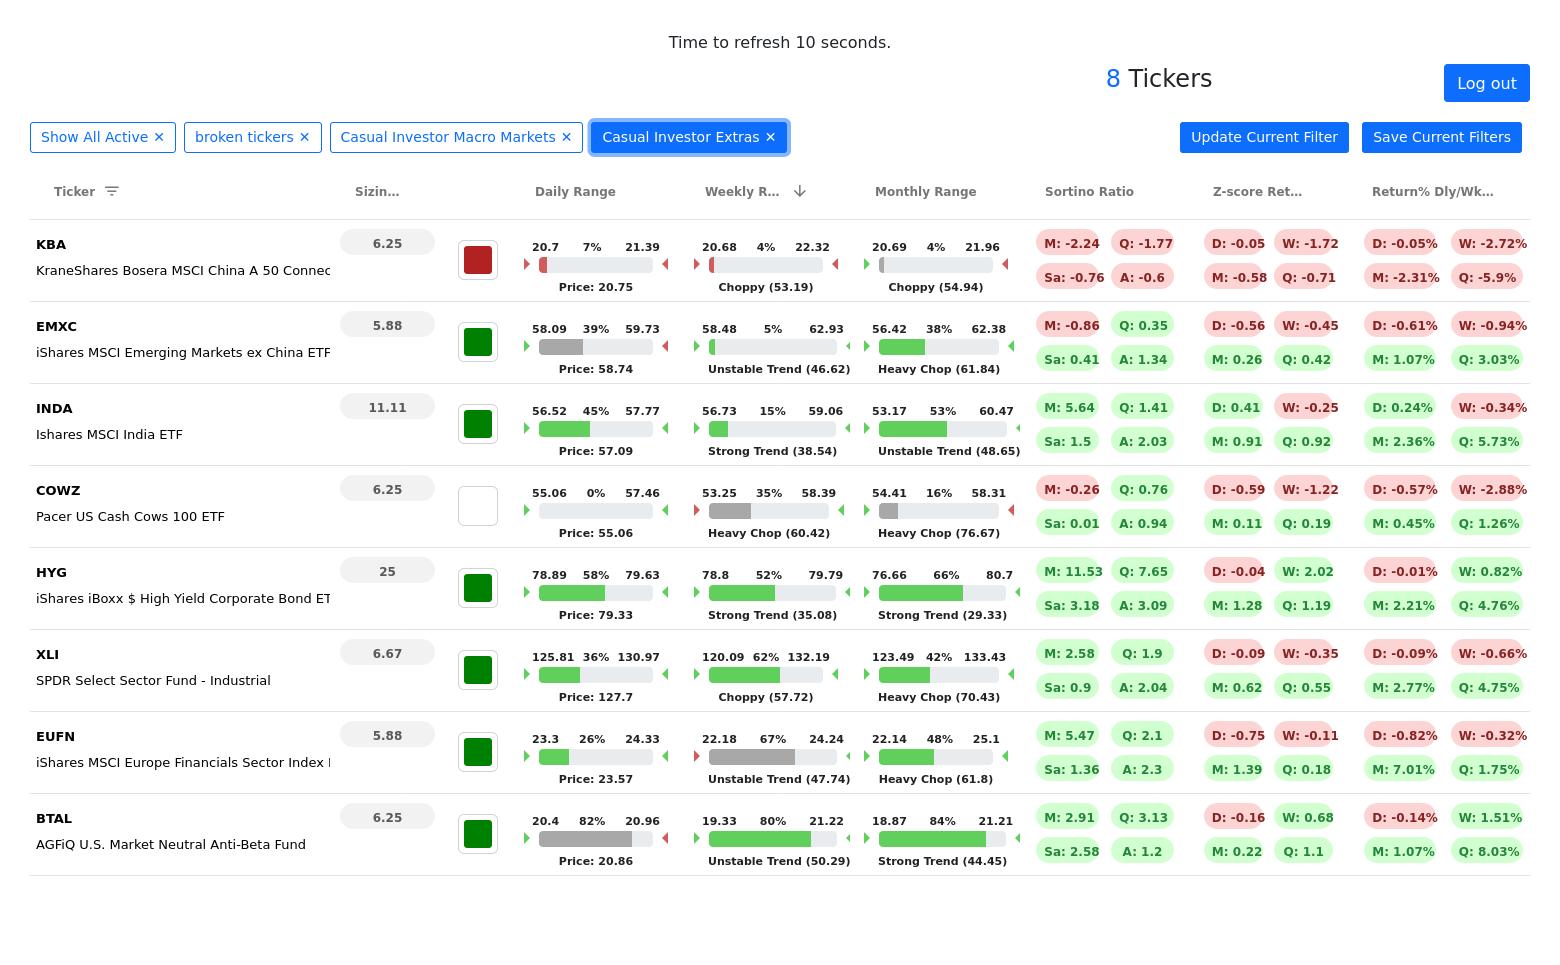 Time to refresh 10 seconds.
8 Tickers
Log out
Show All Active ✕ broken tickers ✕ Casual Investor Macro Markets ✕ Casual Investor Extras ✕ Update Current Filter Save Current Filters
Ticker Sizin... Daily Range Weekly R... Monthly Range Sortino Ratio Z-score Ret... Return% Dly/Wk...
KBA 6.25 20.7 7% 21.39 20.68 4% 22.32 20.69 4% 21.96 M: -2.24 Q: -1.77 D: -0.05 W: -1.72 D: -0.05% W: -2.72%
KraneShares Bosera MSCI China A 50 Connec Price: 20.75 Choppy (53.19) Choppy (54.94) Sa: -0.76 A: -0.6 M: -0.58 Q: -0.71 M: -2.31% Q: -5.9%
EMXC 5.88 58.09 39% 59.73 58.48 5% 62.93 56.42 38% 62.38 M: -0.86 Q: 0.35 D: -0.56 W: -0.45 D: -0.61% W: -0.94%
iShares MSCI Emerging Markets ex China ETF Price: 58.74 Unstable Trend (46.62) Heavy Chop (61.84) Sa: 0.41 A: 1.34 M: 0.26 Q: 0.42 M: 1.07% Q: 3.03%
INDA 11.11 56.52 45% 57.77 56.73 15% 59.06 53.17 53% 60.47 M: 5.64 Q: 1.41 D: 0.41 W: -0.25 D: 0.24% W: -0.34%
Ishares MSCI India ETF Price: 57.09 Strong Trend (38.54) Unstable Trend (48.65) Sa: 1.5 A: 2.03 M: 0.91 Q: 0.92 M: 2.36% Q: 5.73%
COWZ 6.25 55.06 0% 57.46 53.25 35% 58.39 54.41 16% 58.31 M: -0.26 Q: 0.76 D: -0.59 W: -1.22 D: -0.57% W: -2.88%
Pacer US Cash Cows 100 ETF Price: 55.06 Heavy Chop (60.42) Heavy Chop (76.67) Sa: 0.01 A: 0.94 M: 0.11 Q: 0.19 M: 0.45% Q: 1.26%
HYG 25 78.89 58% 79.63 78.8 52% 79.79 76.66 66% 80.7 M: 11.53 Q: 7.65 D: -0.04 W: 2.02 D: -0.01% W: 0.82%
iShares iBoxx $ High Yield Corporate Bond ET Price: 79.33 Strong Trend (35.08) Strong Trend (29.33) Sa: 3.18 A: 3.09 M: 1.28 Q: 1.19 M: 2.21% Q: 4.76%
XLI 6.67 125.81 36% 130.97 120.09 62% 132.19 123.49 42% 133.43 M: 2.58 Q: 1.9 D: -0.09 W: -0.35 D: -0.09% W: -0.66%
SPDR Select Sector Fund - Industrial Price: 127.7 Choppy (57.72) Heavy Chop (70.43) Sa: 0.9 A: 2.04 M: 0.62 Q: 0.55 M: 2.77% Q: 4.75%
EUFN 5.88 23.3 26% 24.33 22.18 67% 24.24 22.14 48% 25.1 M: 5.47 Q: 2.1 D: -0.75 W: -0.11 D: -0.82% W: -0.32%
iShares MSCI Europe Financials Sector Index Price: 23.57 Unstable Trend (47.74) Heavy Chop (61.8) Sa: 1.36 A: 2.3 M: 1.39 Q: 0.18 M: 7.01% Q: 1.75%
BTAL 6.25 20.4 82% 20.96 19.33 80% 21.22 18.87 84% 21.21 M: 2.91 Q: 3.13 D: -0.16 W: 0.68 D: -0.14% W: 1.51%
AGFiQ U.S. Market Neutral Anti-Beta Fund Price: 20.86 Unstable Trend (50.29) Strong Trend (44.45) Sa: 2.58 A: 1.2 M: 0.22 Q: 1.1 M: 1.07% Q: 8.03%